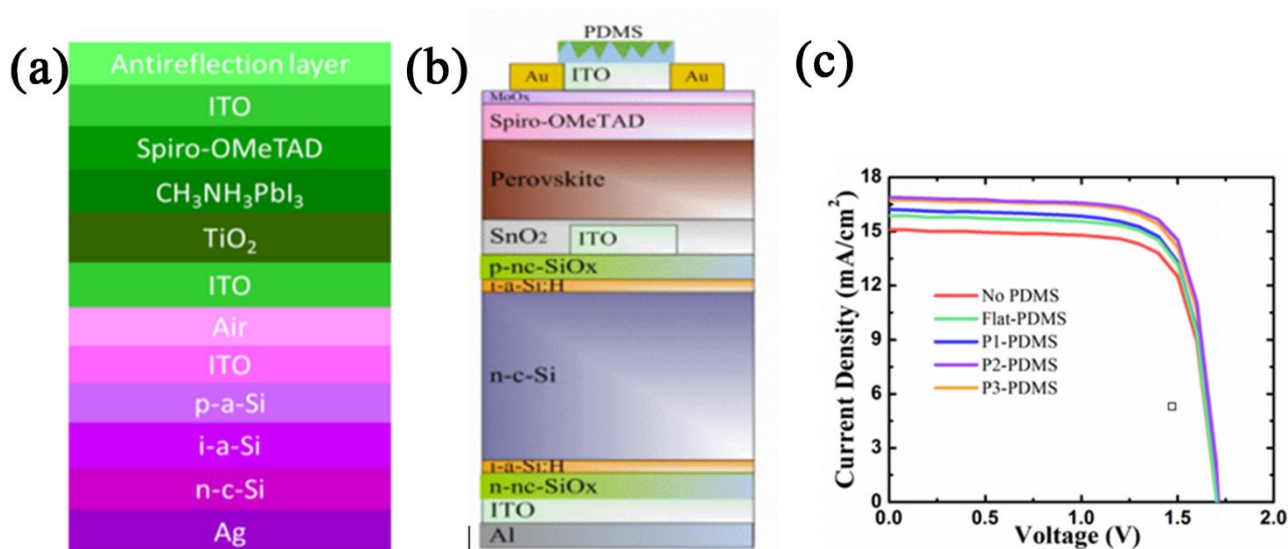 (a)
Antireflection layer
ITO
Spiro-OMeTAD
CH₃NH₃PbI₃
TiO₂
ITO
Air
ITO
p-a-Si
i-a-Si
n-c-Si
Ag
(b)
PDMS
Au ITO Au
MoOx
Spiro-OMeTAD
Perovskite
SnO₂ ITO
p-nc-SiOx
i-a-Si:H
n-c-Si
i-a-Si:H
n-nc-SiOx
ITO
Al
(c)
Current Density (mA/cm²)
18
15
12
9
6
3
0
No PDMS
Flat-PDMS
P1-PDMS
P2-PDMS
P3-PDMS
0.0 0.5 1.0 1.5 2.0
Voltage (V)